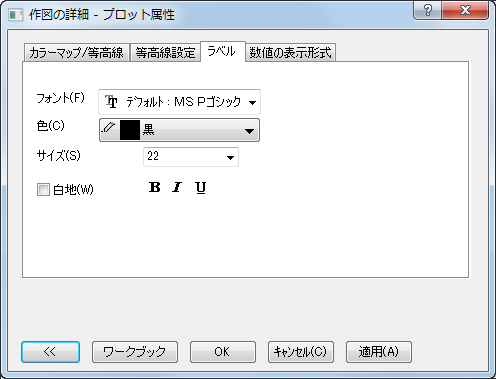 作図の詳細 - プロット属性
カラーマップ/等高線 等高線設定 ラベル 数値の表示形式
フォント(F) デフォルト : MS Pゴシック
色(C) 黒
サイズ(S) 22
白地(W) B I U
<< ワークブック OK キャンセル(C) 適用(A)